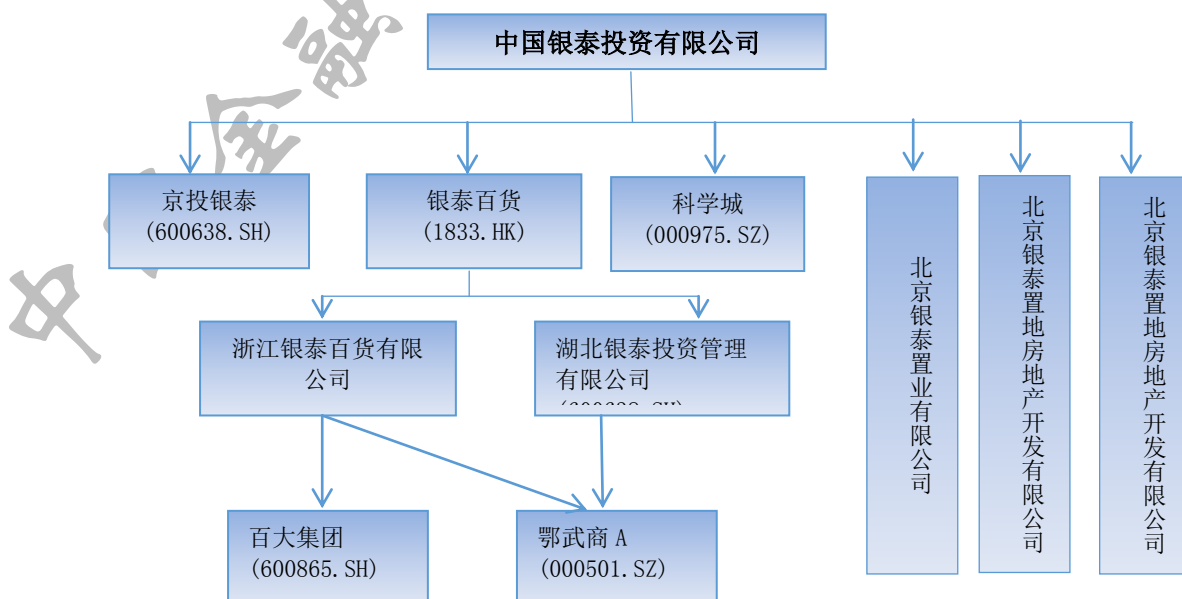 中国银泰投资有限公司
京投银泰
(600638.SH)
银泰百货
(1833.HK)
科学城
(000975.SZ)
北京银泰置业有限公司
北京银泰置地房地产开发有限公司
北京银泰置地房地产开发有限公司
浙江银泰百货有限
公司
湖北银泰投资管理
有限公司
百大集团
(600865.SH)
鄂武商 A
(000501.SZ)
中
金融